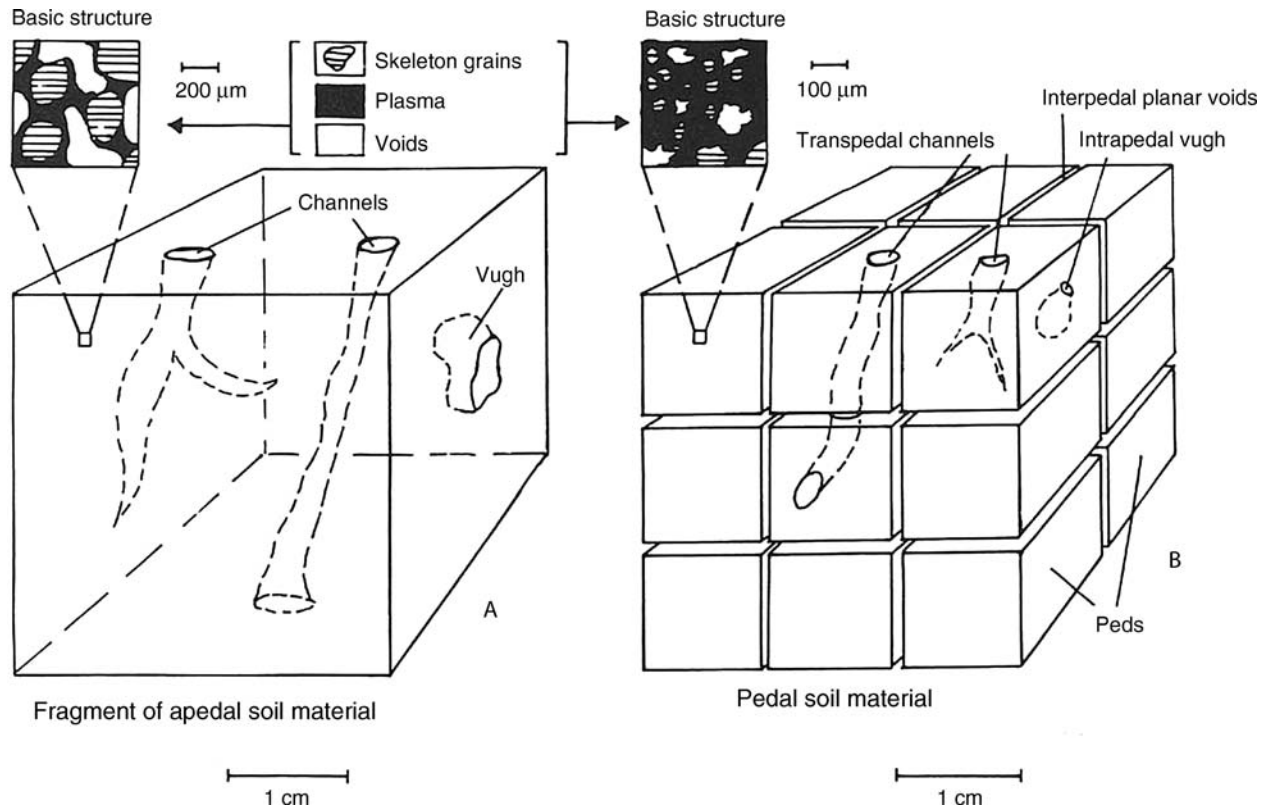 Basic structure
Basic structure
Skeleton grains
Plasma
Voids
200 μm
100 μm
Interpedal planar voids
Intrapedal vugh
Transpedal channels
Channels
Vugh
A
B
Peds
Fragment of apedal soil material
Pedal soil material
1 cm
1 cm